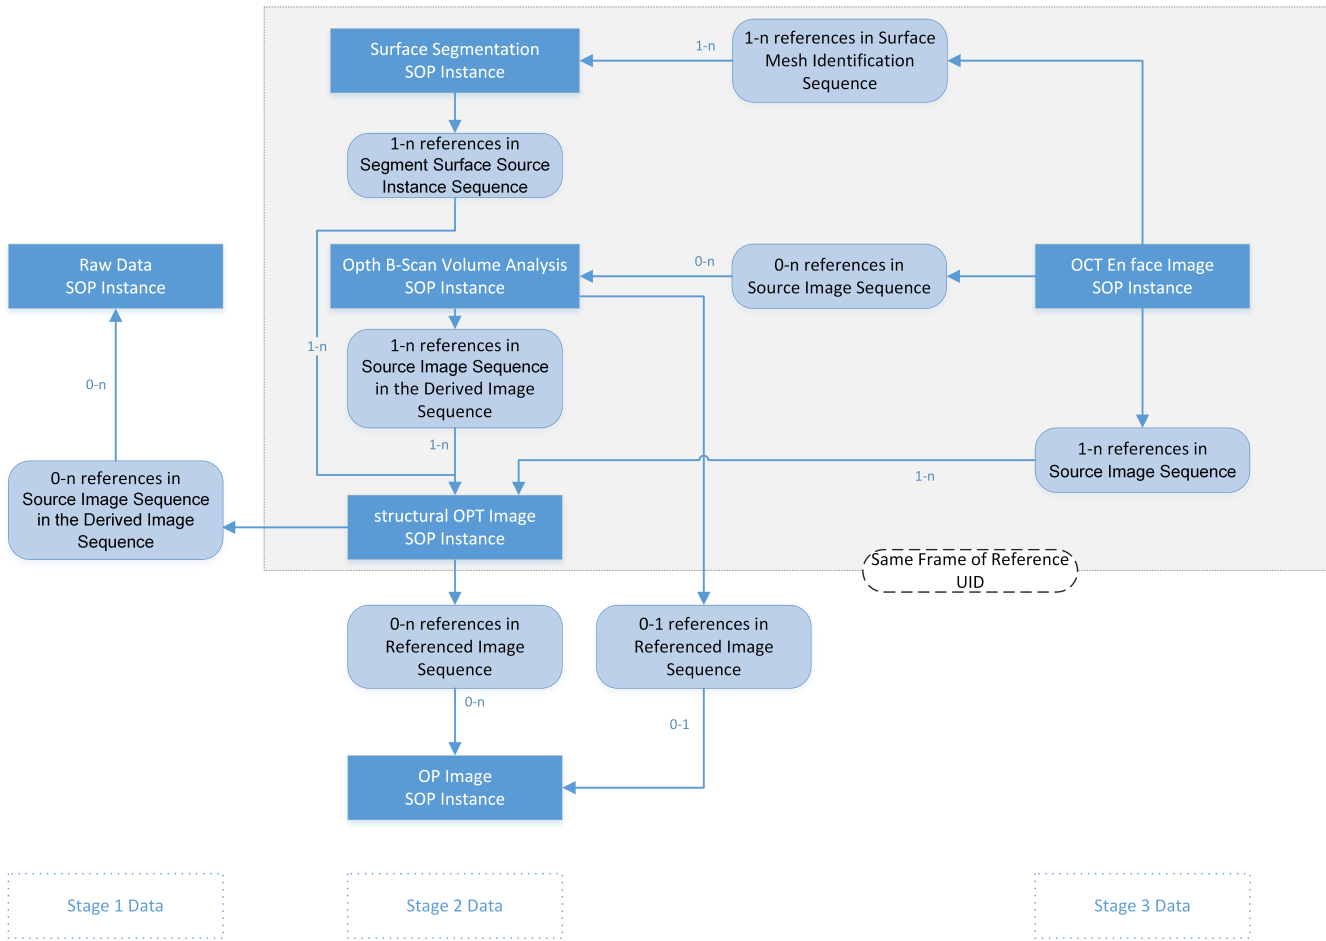 Surface Segmentation
SOP Instance
1-n
1-n references in Surface
Mesh Identification
Sequence
1-n references in
Segment Surface Source
Instance Sequence
Raw Data
SOP Instance
Opth B-Scan Volume Analysis
SOP Instance
0-n
0-n references in
Source Image Sequence
OCT En face Image
SOP Instance
1-n
1-n references in
Source Image Sequence
in the Derived Image
Sequence
0-n
1-n
1-n references in
Source Image Sequence
1-n
0-n references in
Source Image Sequence
in the Derived Image
Sequence
structural OPT Image
SOP Instance
Same Frame of Reference
UID
0-n references in
Referenced Image
Sequence
0-1 references in
Referenced Image
Sequence
0-n
0-1
OP Image
SOP Instance
Stage 1 Data
Stage 2 Data
Stage 3 Data